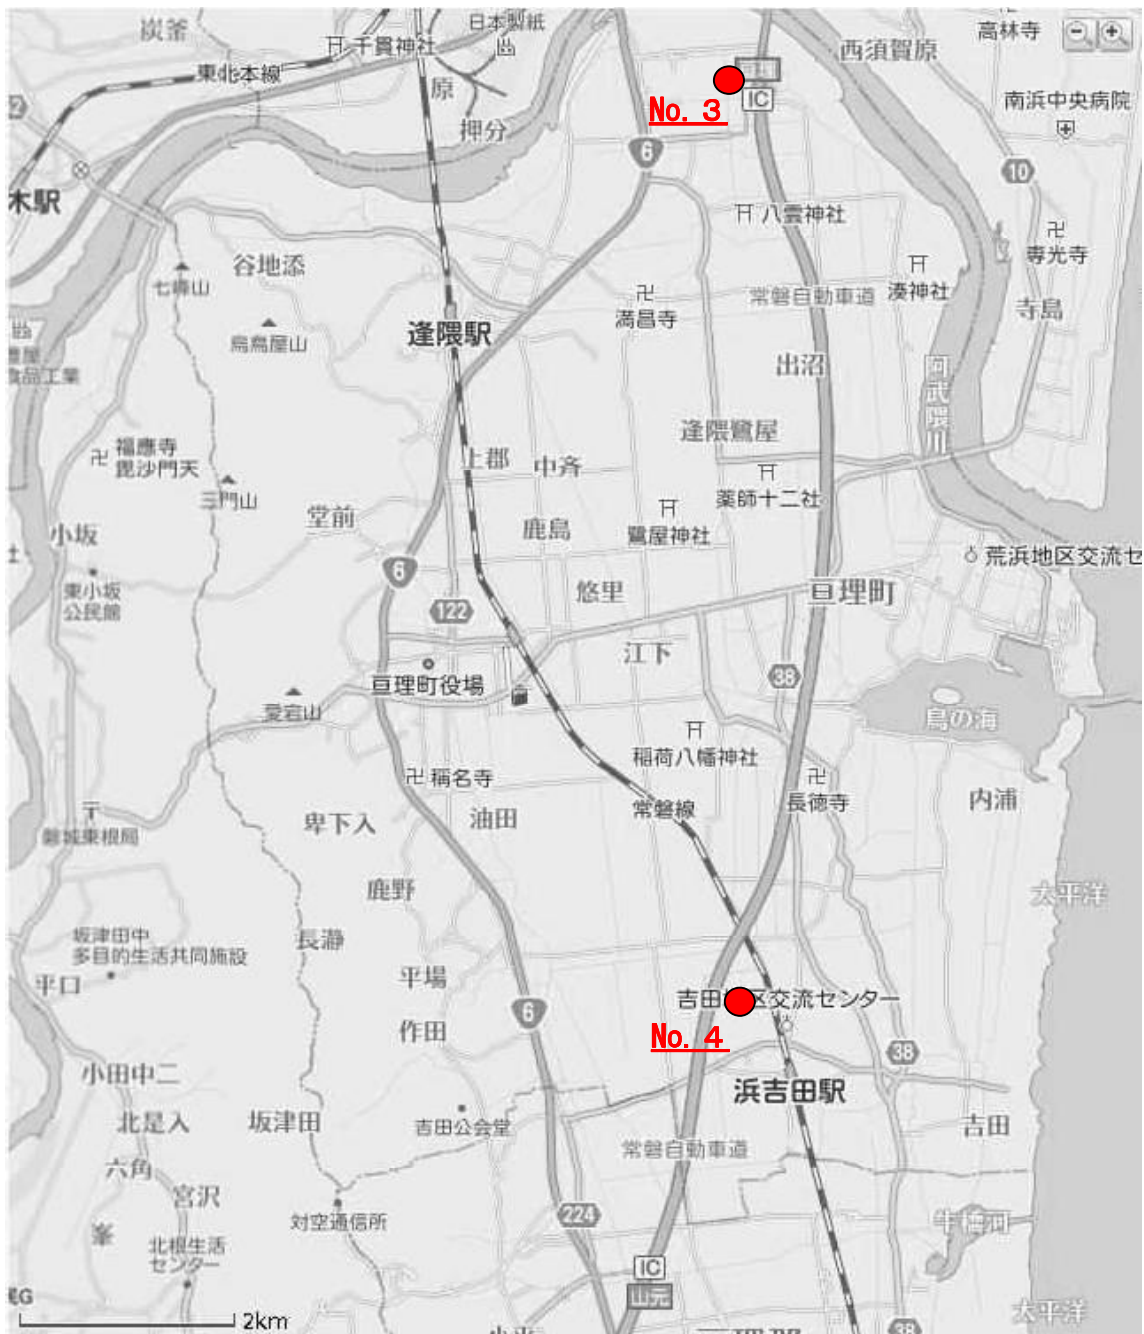 炭釜
日本製紙
高林寺
千貫神社
西須賀原
東北本線
原
IC
南浜中央病院
No. 3
押分
6
10
木駅
八雲神社
専光寺
谷地添
湊神社
七峰山
常磐自動車道
満昌寺
寺島
烏鳥屋山
逢隈駅
食品工業
出沼
阿武隈川
逢隈鷺屋
福應寺
毘沙門天
上郡
中斉
三門山
薬師十二社
堂前
鹿島
鷺屋神社
小坂
荒浜地区交流セ
6
東小坂
公民館
悠里
亘理町
122
江下
亘理町役場
38
愛宕山
鳥の海
稲荷八幡神社
稱名寺
長徳寺
内浦
常磐線
油田
卑下入
磐城東根局
鹿野
太平洋
坂津田中
多目的生活共同施設
長瀞
平場
平口
吉田
区交流センター
6
作田
No. 4
38
小田中二
浜吉田駅
北是入
坂津田
吉田公会堂
吉田
常磐自動車道
六角
宮沢
224
対空通信所
峯
北根生活
センター
IC
山元
2km
太平洋
38